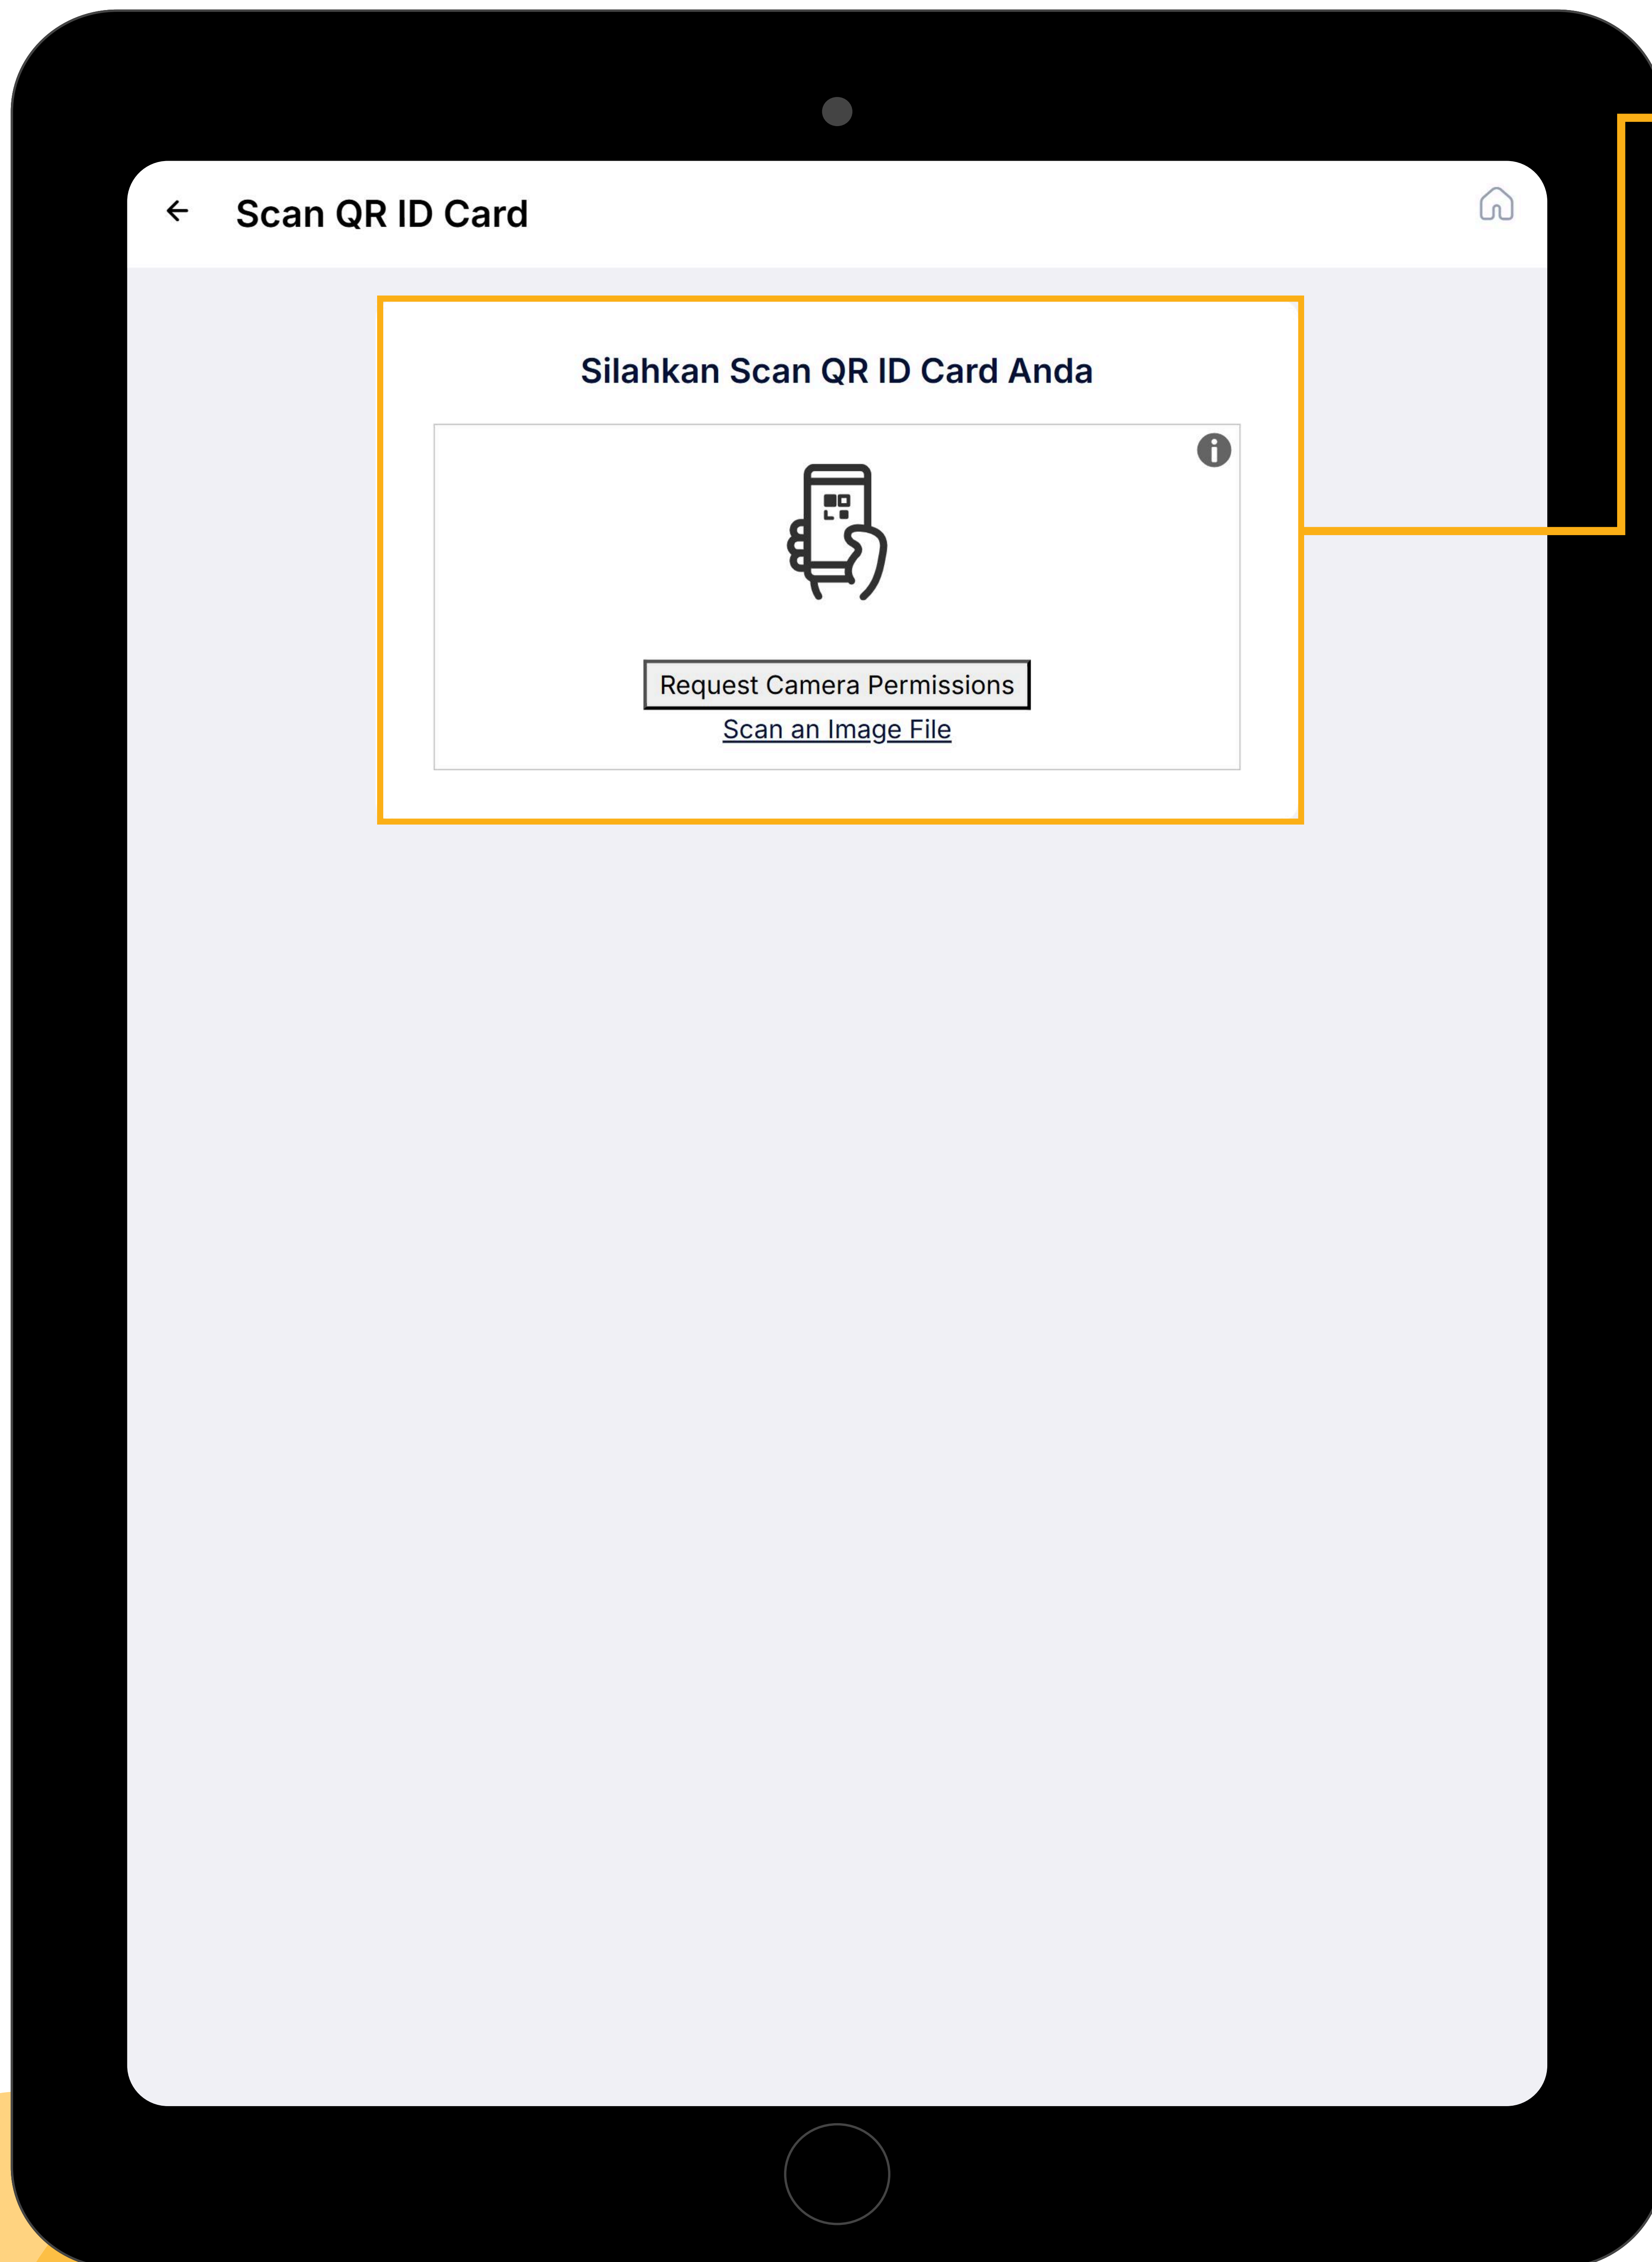 Scan QR ID Card
Silahkan Scan QR ID Card Anda
Request Camera Permissions
Scan an Image File